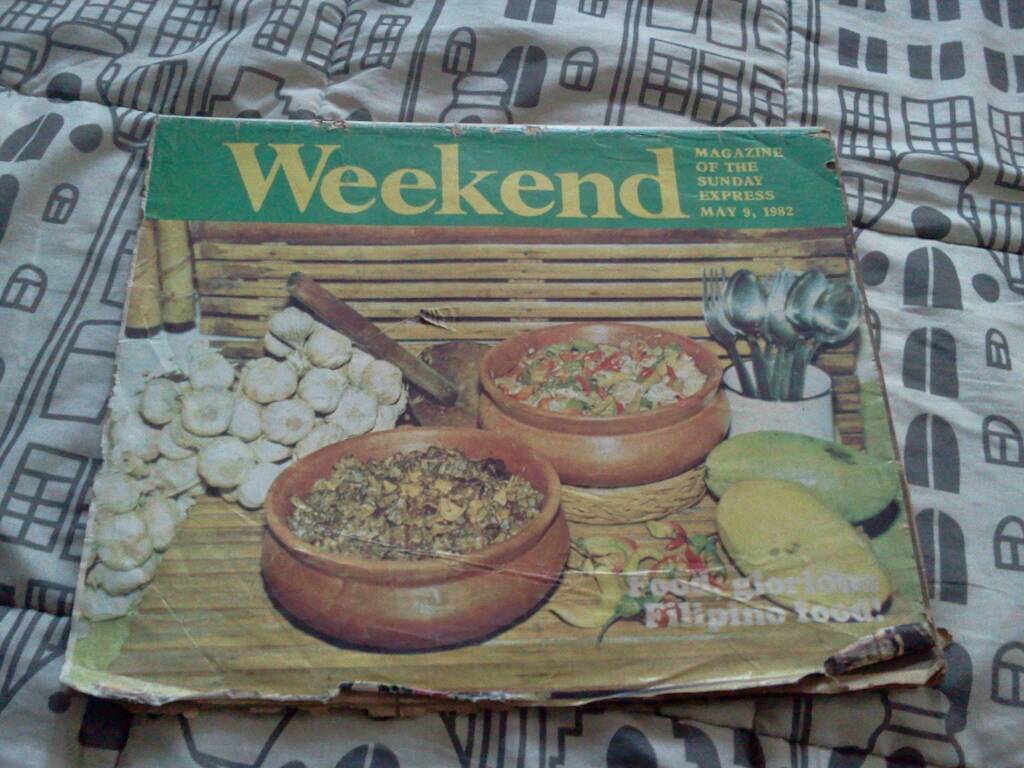 Weekend
MAGAZINE
OF THE
SUNDAY
EXPRESS
MAY 9, 1982
Food, glorious
Filipino food!